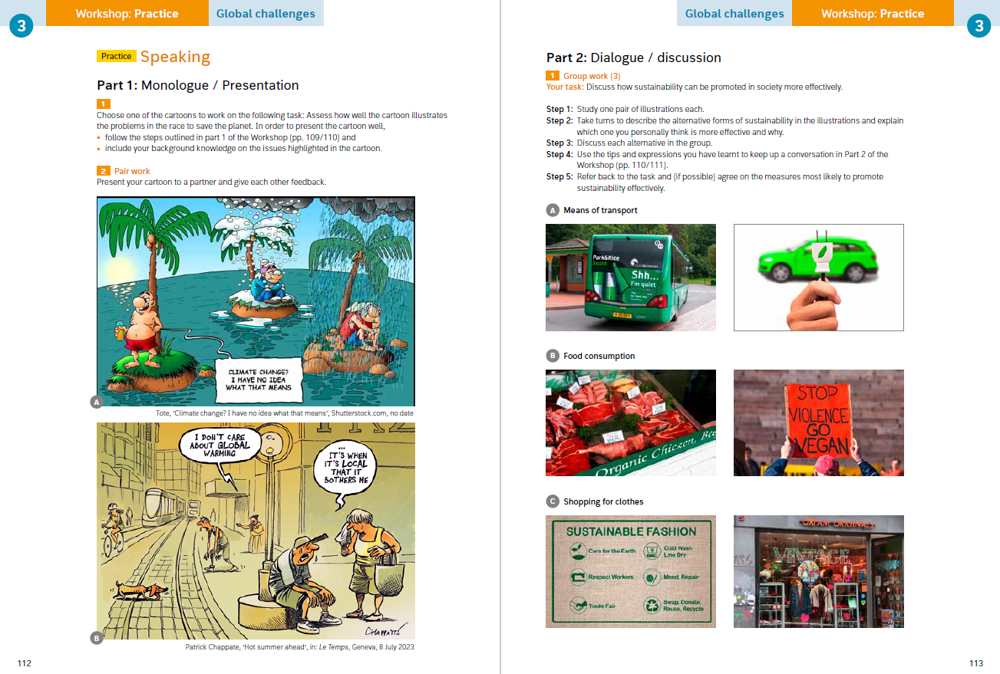 3
Workshop: Practice
Global challenges
Practice Speaking
Part 1: Monologue / Presentation
1
Choose one of the cartoons to work on the following task: Assess how well the cartoon illustrates
the problems in the race to save the planet. In order to present the cartoon well,
• follow the steps outlined in part 1 of the Workshop (pp. 109/110) and
• include your background knowledge on the issues highlighted in the cartoon.
2 Pair work
Present your cartoon to a partner and give each other feedback.
CLIMATE CHANGE?
I HAVE NO IDEA
WHAT THAT MEANS
A
Tote, ‘Climate change? I have no idea what that means’, Shutterstock.com, no date
I DON'T CARE
ABOUT GLOBAL
WARMING
...
IT'S WHEN
IT'S LOCAL
THAT IT
BOTHERS ME
CHAPPATTE
B
Patrick Chappate, ‘Hot summer ahead’, in: Le Temps, Geneva, 8 July 2023
112
Global challenges
Workshop: Practice
3
Part 2: Dialogue / discussion
1 Group work (3)
Your task: Discuss how sustainability can be promoted in society more effectively.
Step 1: Study one pair of illustrations each.
Step 2: Take turns to describe the alternative forms of sustainability in the illustrations and explain
which one you personally think is more effective and why.
Step 3: Discuss each alternative in the group.
Step 4: Use the tips and expressions you have learnt to keep up a conversation in Part 2 of the
Workshop (pp. 110/111).
Step 5: Refer back to the task and (if possible) agree on the measures most likely to promote
sustainability effectively.
A Means of transport
Park&Ride
South
Shh...
I'm quiet
B Food consumption
Organic Chicken, Bee
STOP
VIOLENCE
GO
VEGAN
C Shopping for clothes
SUSTAINABLE FASHION
Care for the Earth
Cold Wash
Line Dry
Respect Workers
Mend, Repair
Trade Fair
Swap, Donate,
Reuse, Recycle
OXFAM ORIGINALS
VINTAGE
113